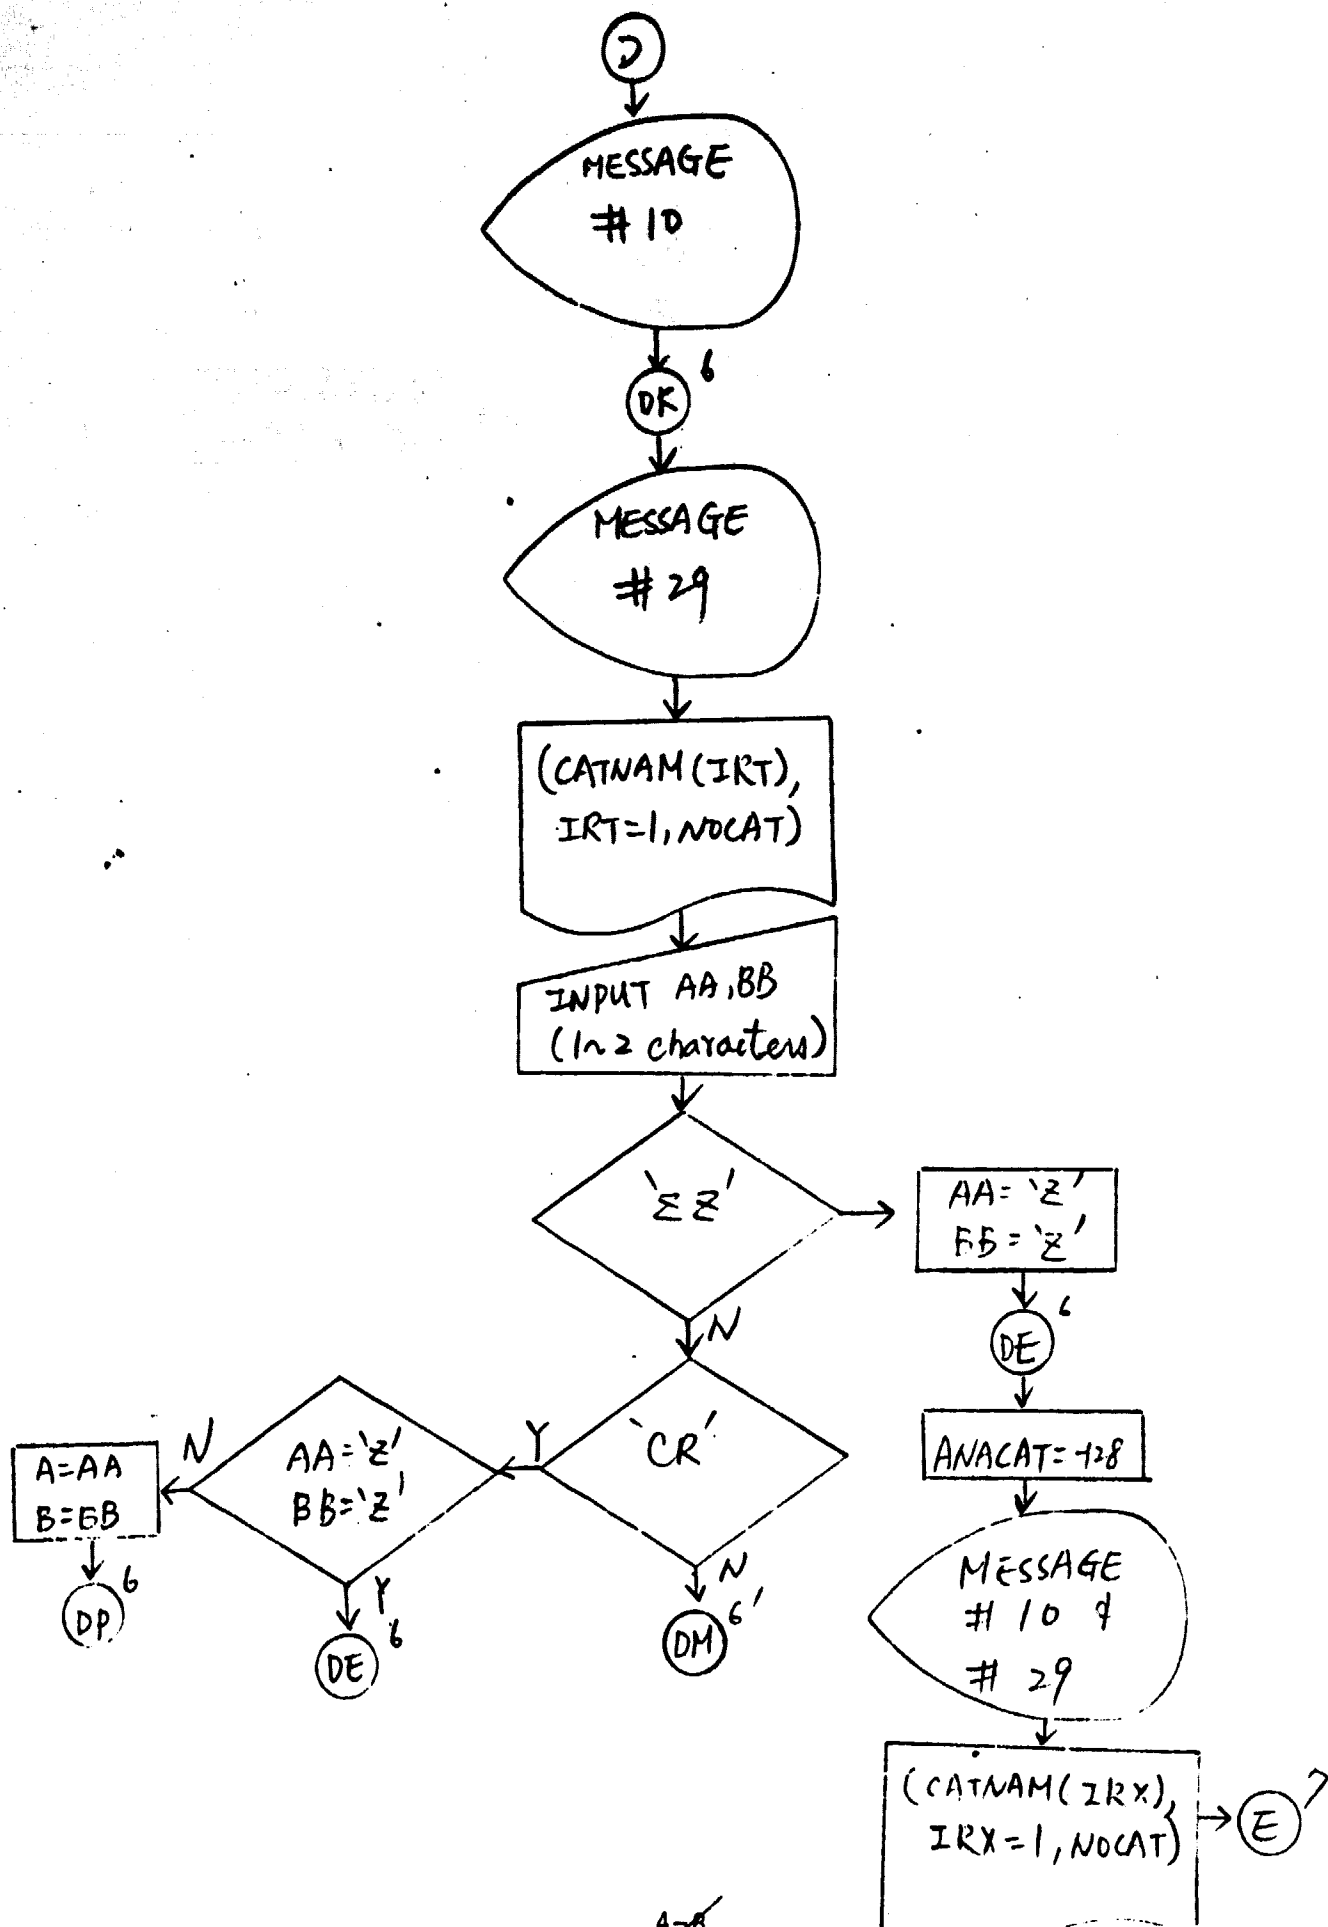 D
MESSAGE
# 10
6
DK
MESSAGE
# 29
(CATNAM(IRT),
IRT=1,NOCAT)
INPUT AA,BB
(1~2 characters)
'ZZ'
N
AA='Z'
BB='Z'
6
DE
ANACAT=-128
MESSAGE
# 10 &
# 29
(CATNAM(IRX),
IRX=1,NOCAT)
E
7
'CR'
Y
N
6'
DM
AA='Z'
BB='Z'
N
Y
6
DE
A=AA
B=BB
6
DP